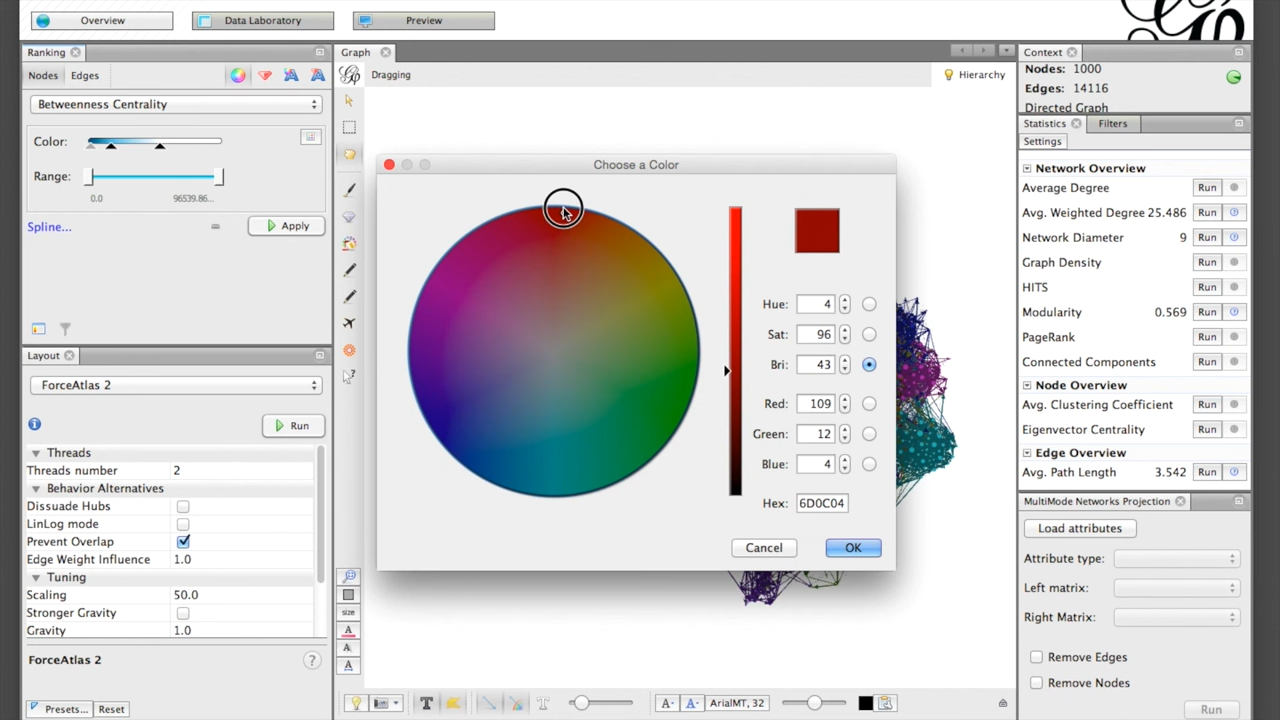 Overview
Data Laboratory
Preview
Ranking
Nodes
Edges
Betweenness Centrality
Color:
Range:
0.0
96539.86...
Spline...
Apply
Layout
ForceAtlas 2
Run
Threads
Threads number 2
Behavior Alternatives
Dissuade Hubs
LinLog mode
Prevent Overlap
Edge Weight Influence 1.0
Tuning
Scaling 50.0
Stronger Gravity
Gravity 1.0
ForceAtlas 2
?
Presets...
Reset
Graph
Dragging
Hierarchy
size
A
A
A
T
T
A-
A-
ArialMT, 32
Choose a Color
Hue: 4
Sat: 96
Bri: 43
Red: 109
Green: 12
Blue: 4
Hex: 6D0C04
Cancel
OK
Context
Nodes: 1000
Edges: 14116
Directed Graph
Statistics
Filters
Settings
Network Overview
Average Degree Run
Avg. Weighted Degree 25.486 Run
Network Diameter 9 Run
Graph Density Run
HITS Run
Modularity 0.569 Run
PageRank Run
Connected Components Run
Node Overview
Avg. Clustering Coefficient Run
Eigenvector Centrality Run
Edge Overview
Avg. Path Length 3.542 Run
MultiMode Networks Projection
Load attributes
Attribute type:
Left matrix:
Right Matrix:
Remove Edges
Remove Nodes
Run